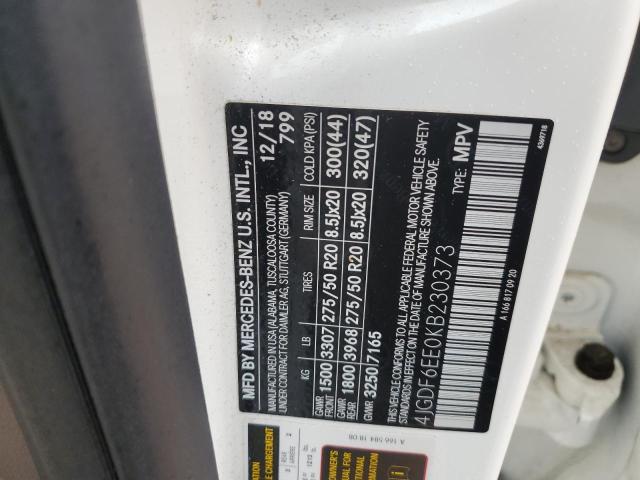 MFD BY MERCEDES-BENZ U.S. INTL., INC
MANUFACTURED IN USA (ALABAMA, TUSCALOOSA COUNTY) 12/18
UNDER CONTRACT FOR DAIMLER AG, STUTTGART (GERMANY) 799
KG LB TIRES RIM SIZE COLD KPA (PSI)
GAWR FRONT 1500 3307 275/50 R20 8.5Jx20 300(44)
GAWR REAR 1800 3968 275/50 R20 8.5Jx20 320(47)
GVWR 3250 7165
THIS VEHICLE CONFORMS TO ALL APPLICABLE FEDERAL MOTOR VEHICLE SAFETY
STANDARDS IN EFFECT ON THE DATE OF MANUFACTURE SHOWN ABOVE.
4JGDF6EE0KB230373 TYPE: MPV
A 166 817 09 20
4369718
A 166 584 18 08